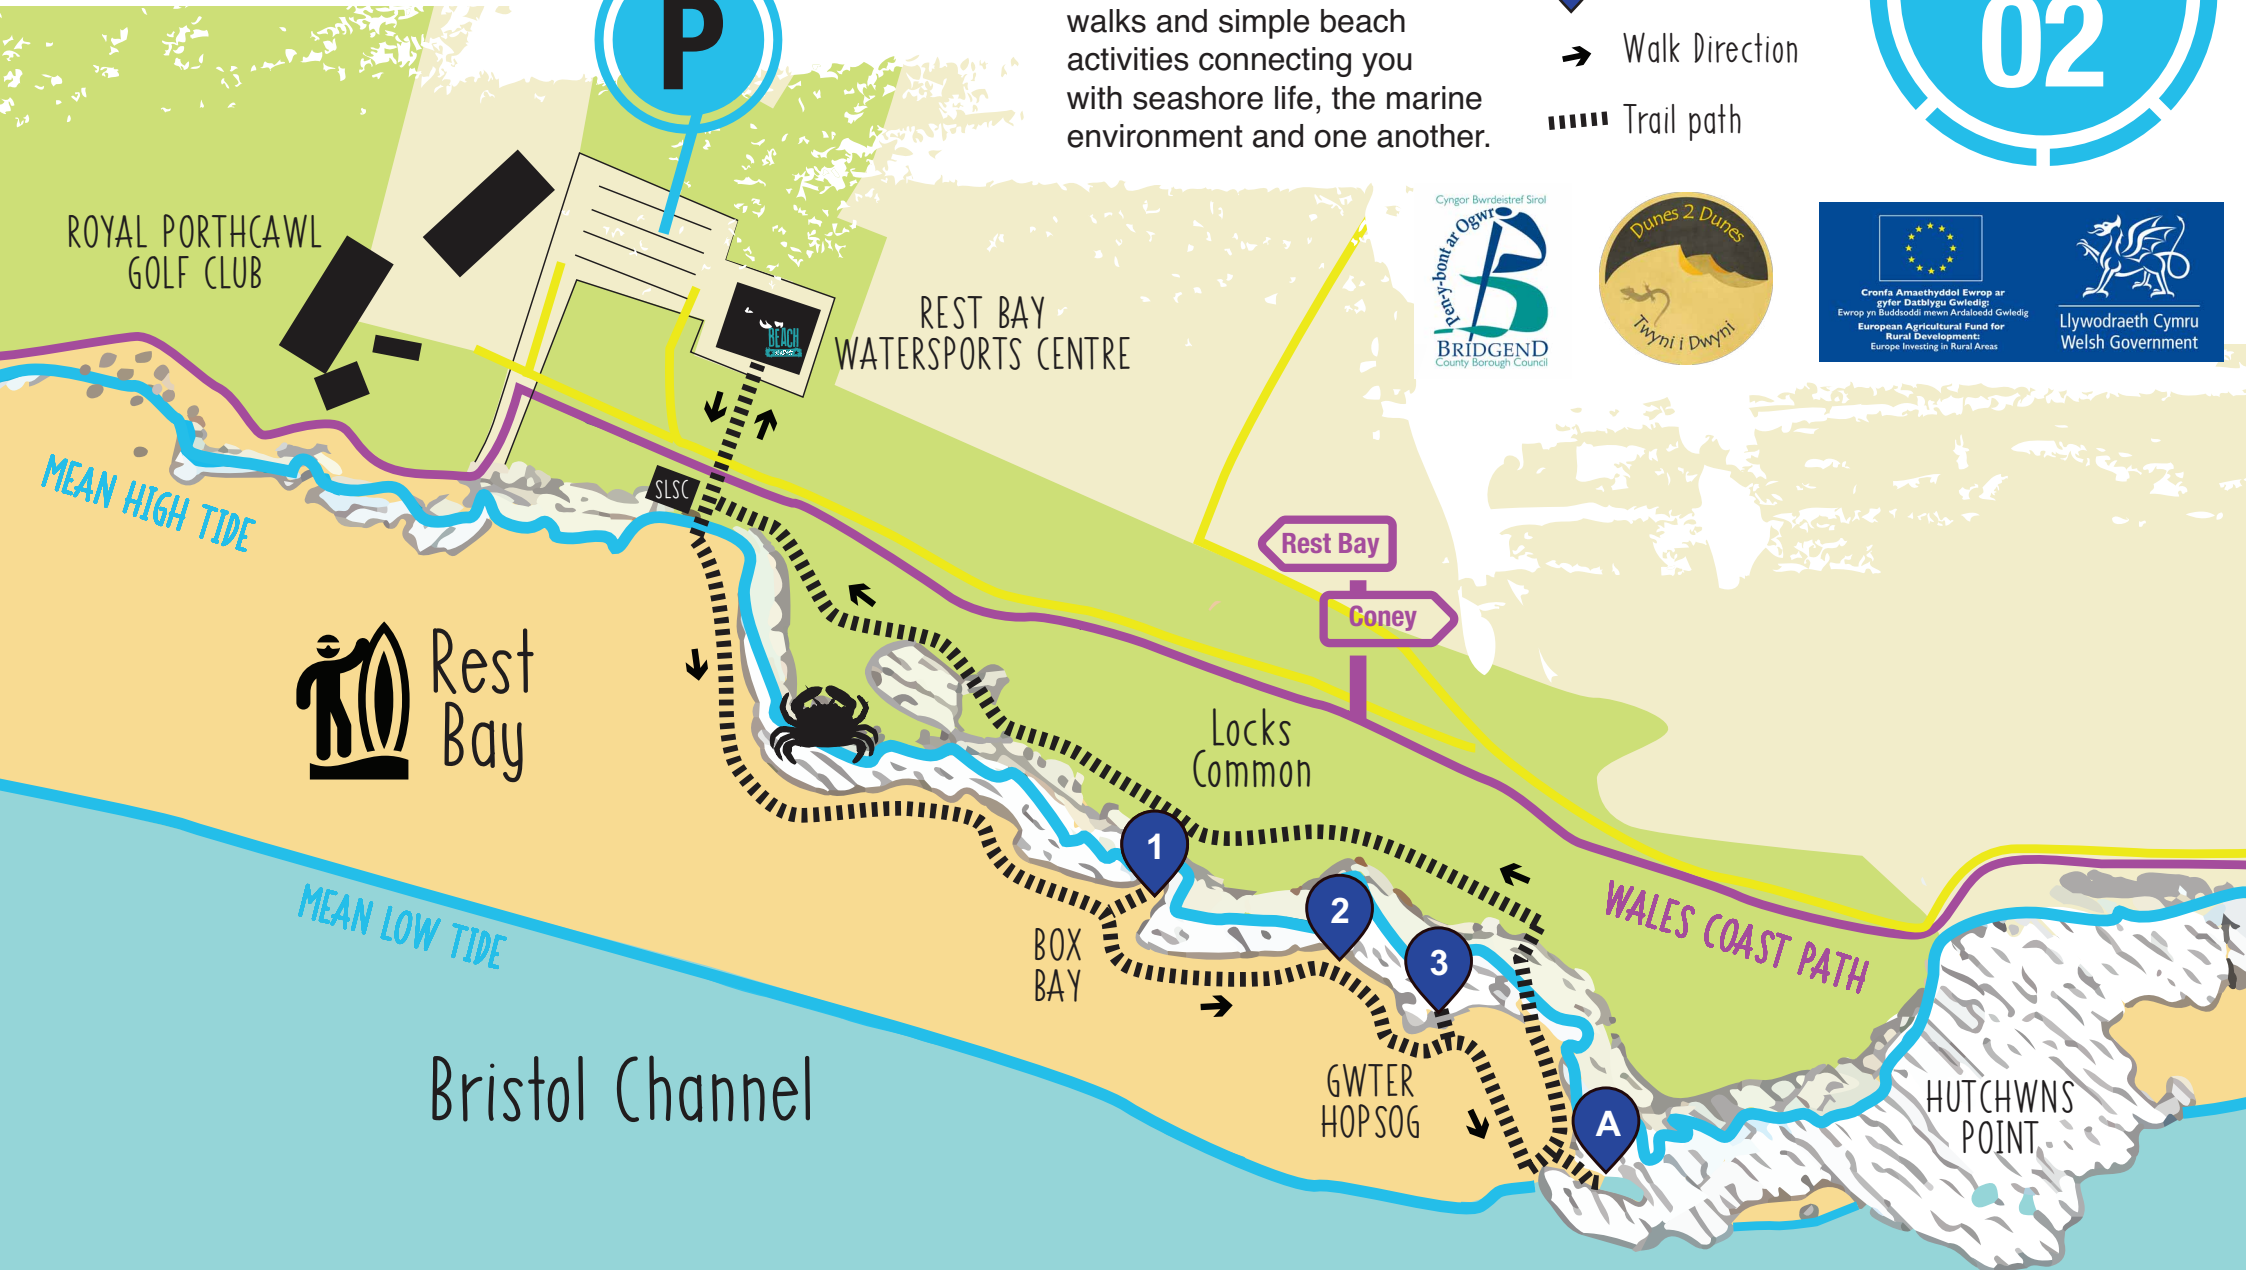 P
walks and simple beach
activities connecting you
with seashore life, the marine
environment and one another.
Walk Direction
Trail path
02
Cyngor Bwrdeistref Sirol
Pen-y-bont ar Ogwr
BRIDGEND
County Borough Council
Dunes 2 Dunes
Twyni i Dwyni
Cronfa Amaethyddol Ewrop ar
gyfer Datblygu Gwledig:
Ewrop yn Buddsoddi mewn Ardaloedd Gwledig
European Agricultural Fund for
Rural Development:
Europe Investing in Rural Areas
Llywodraeth Cymru
Welsh Government
ROYAL PORTHCAWL
GOLF CLUB
BEACH
REST BAY
WATERSPORTS CENTRE
MEAN HIGH TIDE
SLSC
Rest Bay
Coney
Rest
Bay
Locks
Common
1
2
3
A
MEAN LOW TIDE
BOX
BAY
WALES COAST PATH
Bristol Channel
GWTER
HOPSOG
HUTCHWNS
POINT